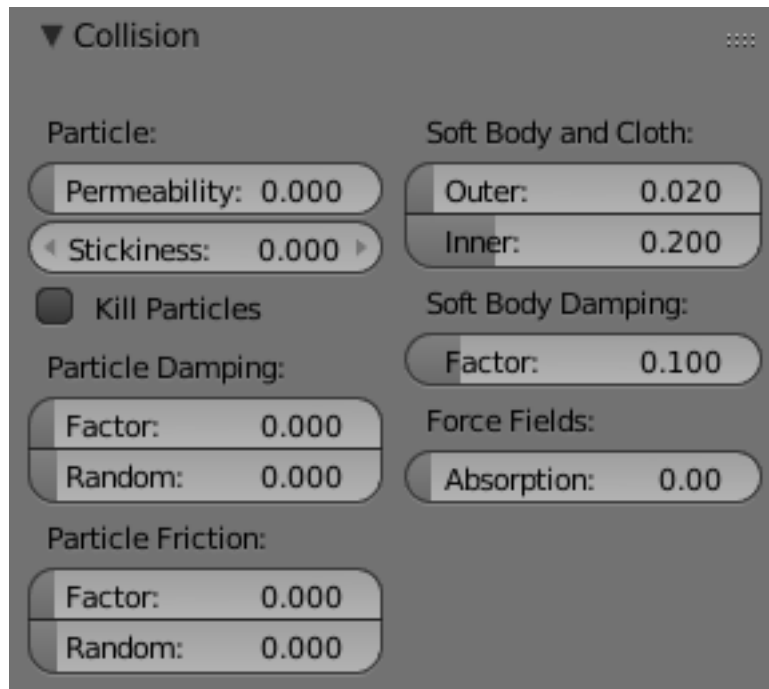 Collision
Particle:
Permeability: 0.000
Stickiness: 0.000
Kill Particles
Particle Damping:
Factor: 0.000
Random: 0.000
Particle Friction:
Factor: 0.000
Random: 0.000
Soft Body and Cloth:
Outer: 0.020
Inner: 0.200
Soft Body Damping:
Factor: 0.100
Force Fields:
Absorption: 0.00